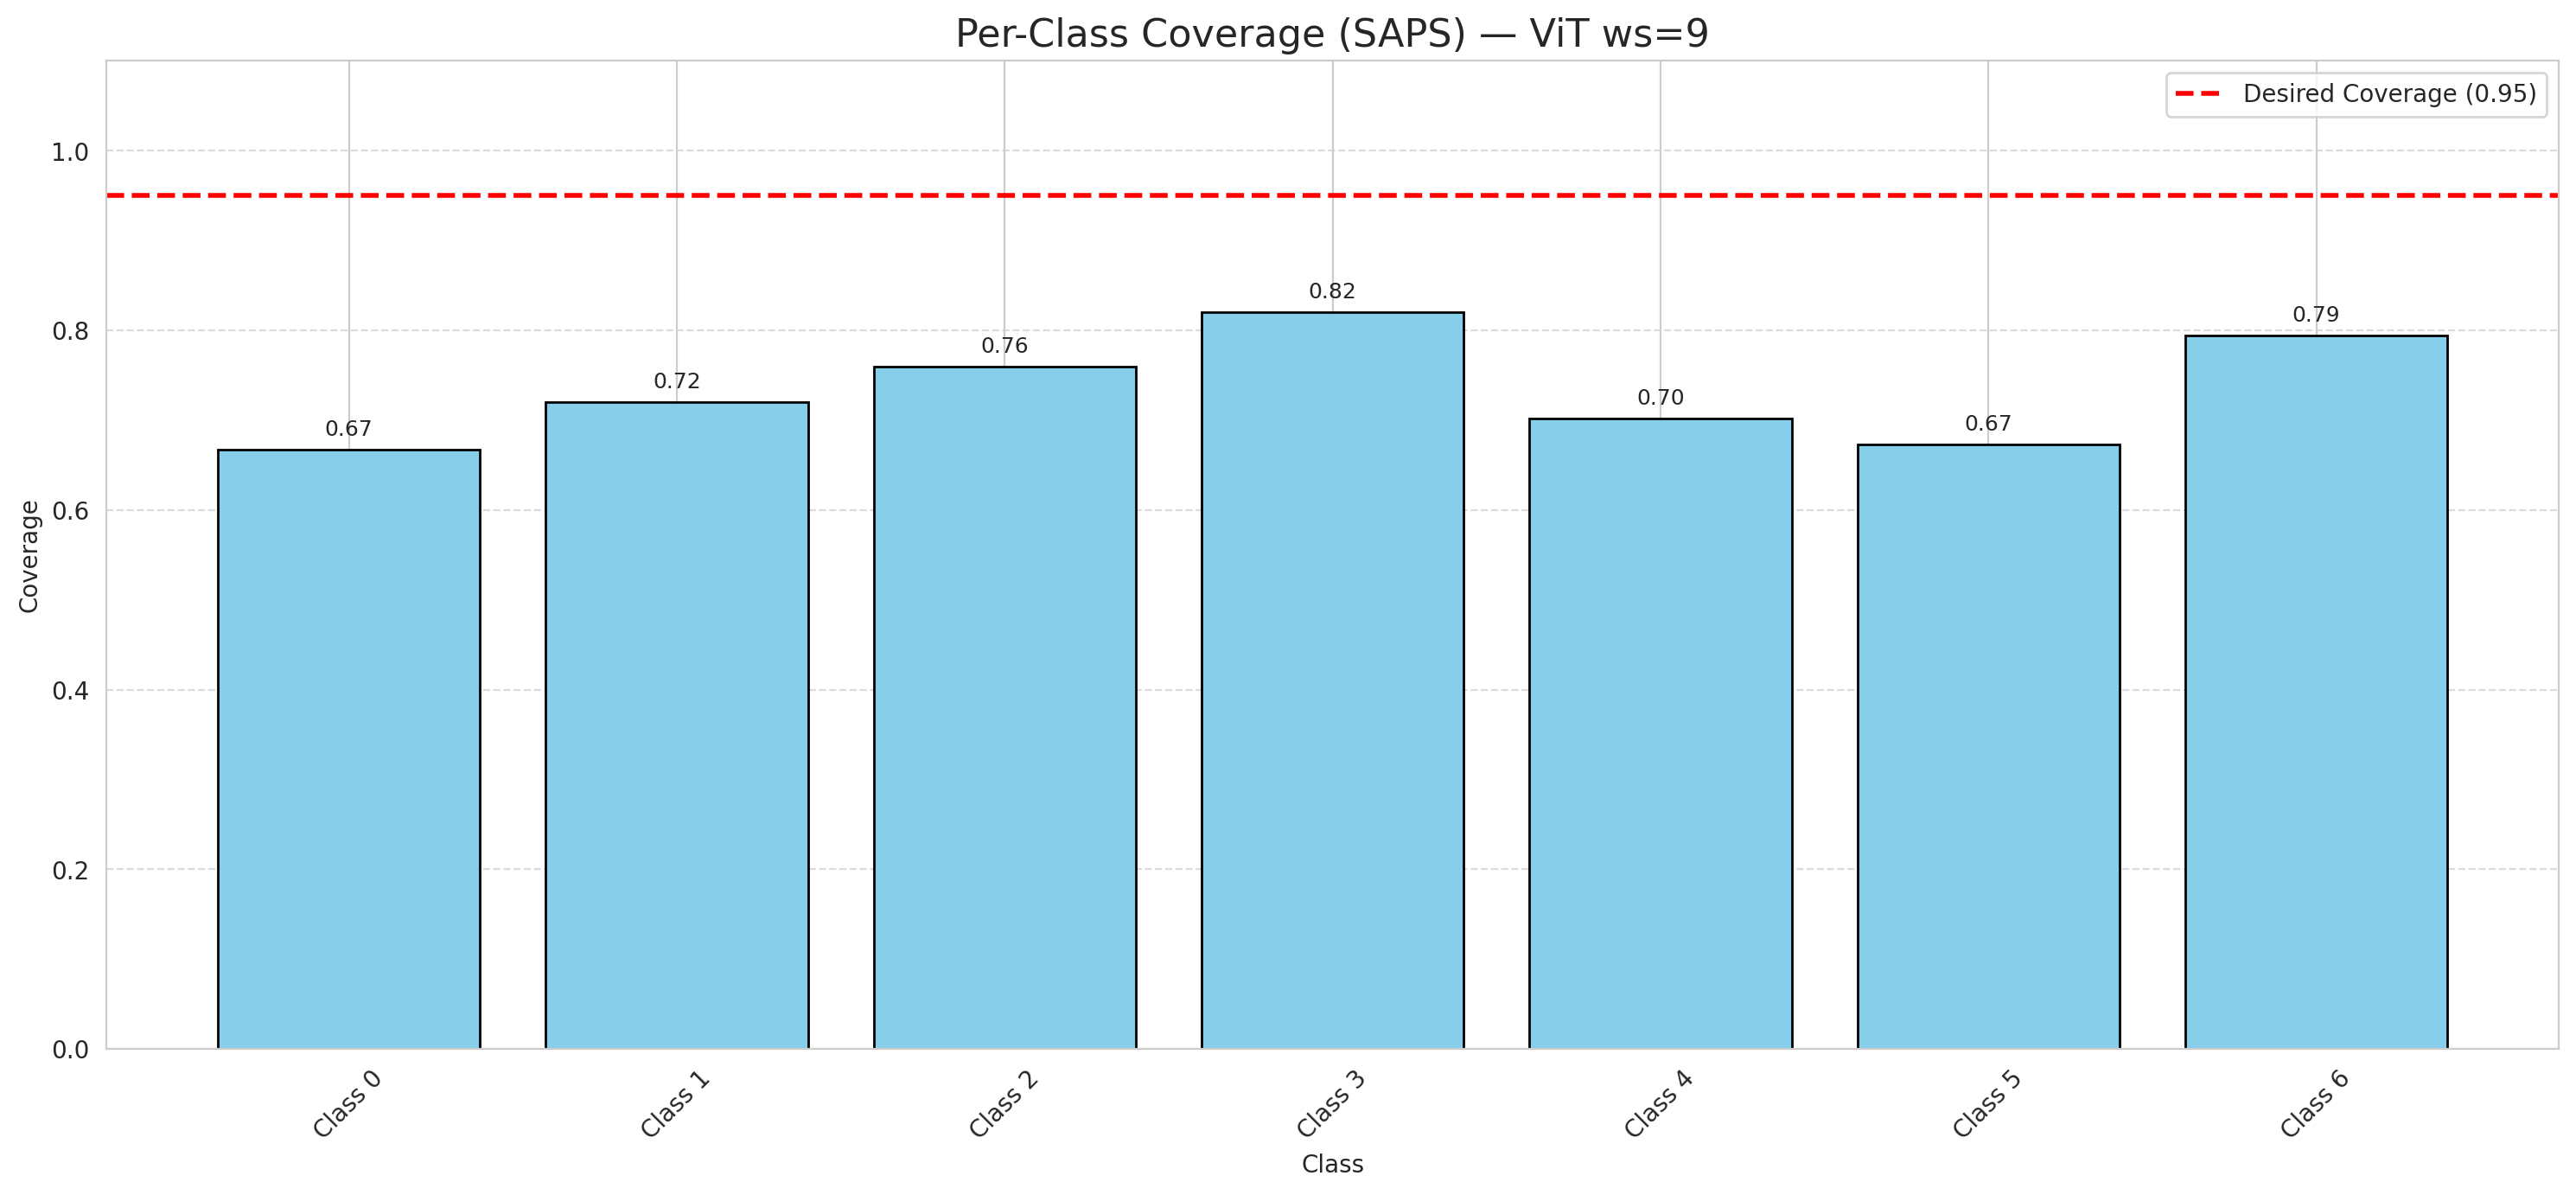 Per-Class Coverage (SAPS) — ViT ws=9
Desired Coverage (0.95)
Coverage
1.0
0.8
0.6
0.4
0.2
0.0
0.67
0.72
0.76
0.82
0.70
0.67
0.79
Class 0
Class 1
Class 2
Class 3
Class 4
Class 5
Class 6
Class